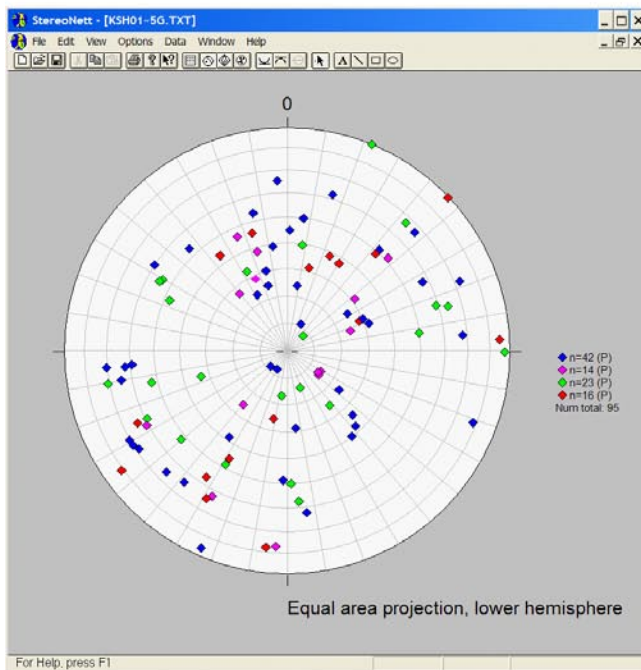 StereoNett - [KSH01-5G.TXT]
File Edit View Options Data Window Help
0
n=42 (P)
n=14 (P)
n=23 (P)
n=16 (P)
Num total: 95
Equal area projection, lower hemisphere
For Help, press F1